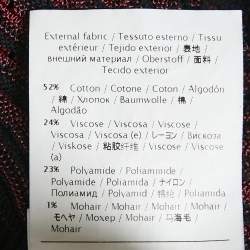 External fabric / Tessuto esterno / Tissu
extérieur / Tejido exterior / 表地 /
внешний материал / Oberstoff / 面料 /
Tecido exterior
52% Cotton / Cotone / Coton / Algodón
/ 綿 / Хлопок / Baumwolle / 棉 /
Algodão
24% Viscose / Viscosa / Viscose /
Viscosa / Viscosa (e) / レーヨン / Вискоза
/ Viskose / 粘胶纤维 / Viscose / Viscose
(a)
23% Polyamide / Poliammide /
Polyamide / Poliamida / ナイロン /
Полиамид / Polyamid / 锦纶 / Poliamida
1% Mohair / Mohair / Mohair / Mohair /
モヘヤ / Мохер / Mohair / 马海毛 /
Mohair